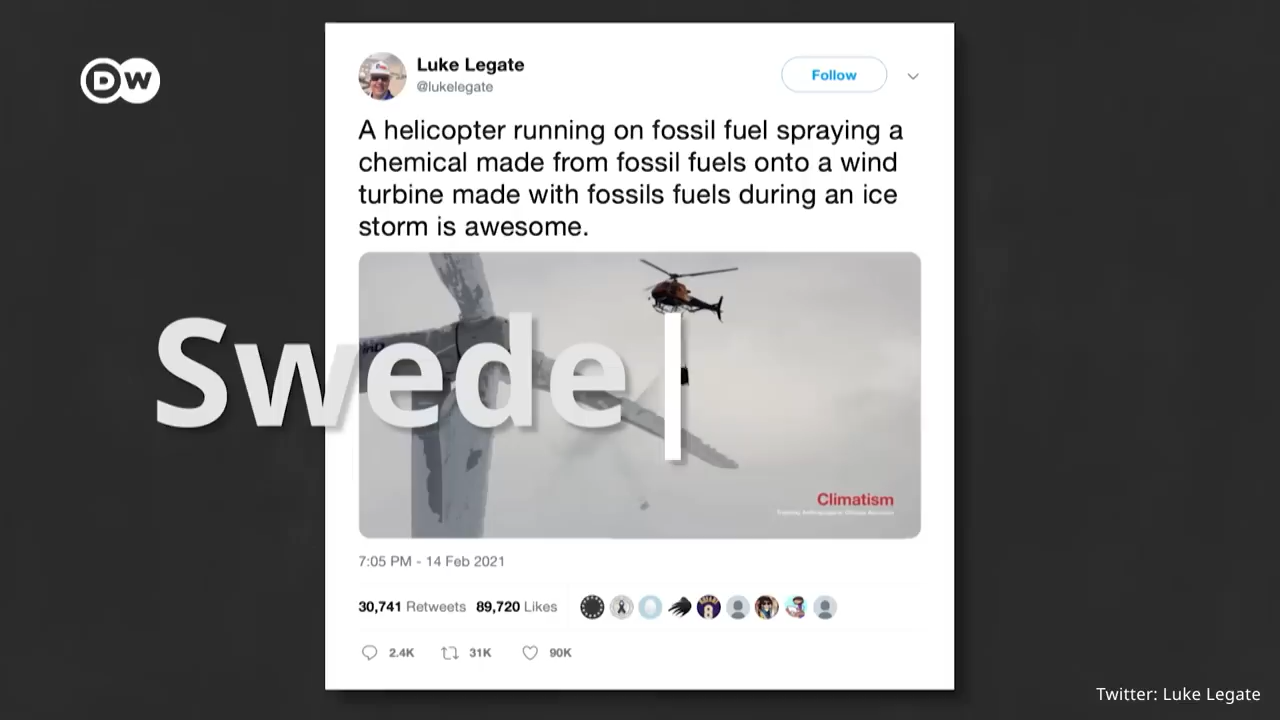 DW
Luke Legate
@lukelegate
Follow
A helicopter running on fossil fuel spraying a
chemical made from fossil fuels onto a wind
turbine made with fossils fuels during an ice
storm is awesome.
Swede
Climatism
7:05 PM - 14 Feb 2021
30,741 Retweets 89,720 Likes
8
2.4K 31K 90K
Twitter: Luke Legate